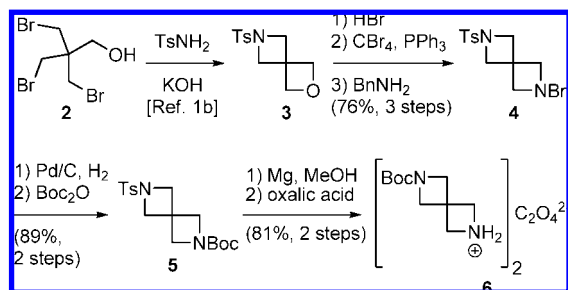 Br
Br
Br
OH
2
TsNH2
KOH
[Ref. 1b]
TsN
O
3
1) HBr
2) CBr4, PPh3
3) BnNH2
(76%, 3 steps)
TsN
NBr
4
1) Pd/C, H2
2) Boc2O
(89%,
2 steps)
TsN
NBoc
5
1) Mg, MeOH
2) oxalic acid
(81%, 2 steps)
BocN
NH2
⊕
2
C2O4 2
6